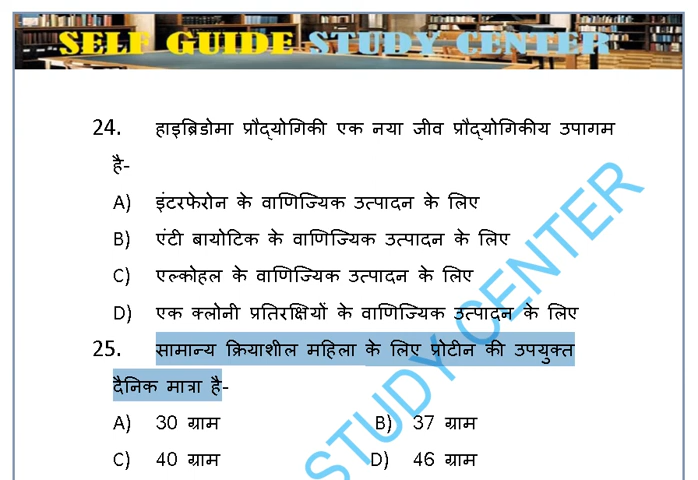 SELF GUIDE STUDY CENTER
24. हाइब्रिडोमा प्रौद्योगिकी एक नया जीव प्रौद्योगिकीय उपागम
है-
A) इंटरफेरोन के वाणिज्यिक उत्पादन के लिए
B) एंटी बायोटिक के वाणिज्यिक उत्पादन के लिए
C) एल्कोहल के वाणिज्यिक उत्पादन के लिए
D) एक क्लोनी प्रतिरक्षियों के वाणिज्यिक उत्पादन के लिए
25. सामान्य क्रियाशील महिला के लिए प्रोटीन की उपयुक्त
दैनिक मात्रा है-
A) 30 ग्राम B) 37 ग्राम
C) 40 ग्राम D) 46 ग्राम
STUDY CENTER